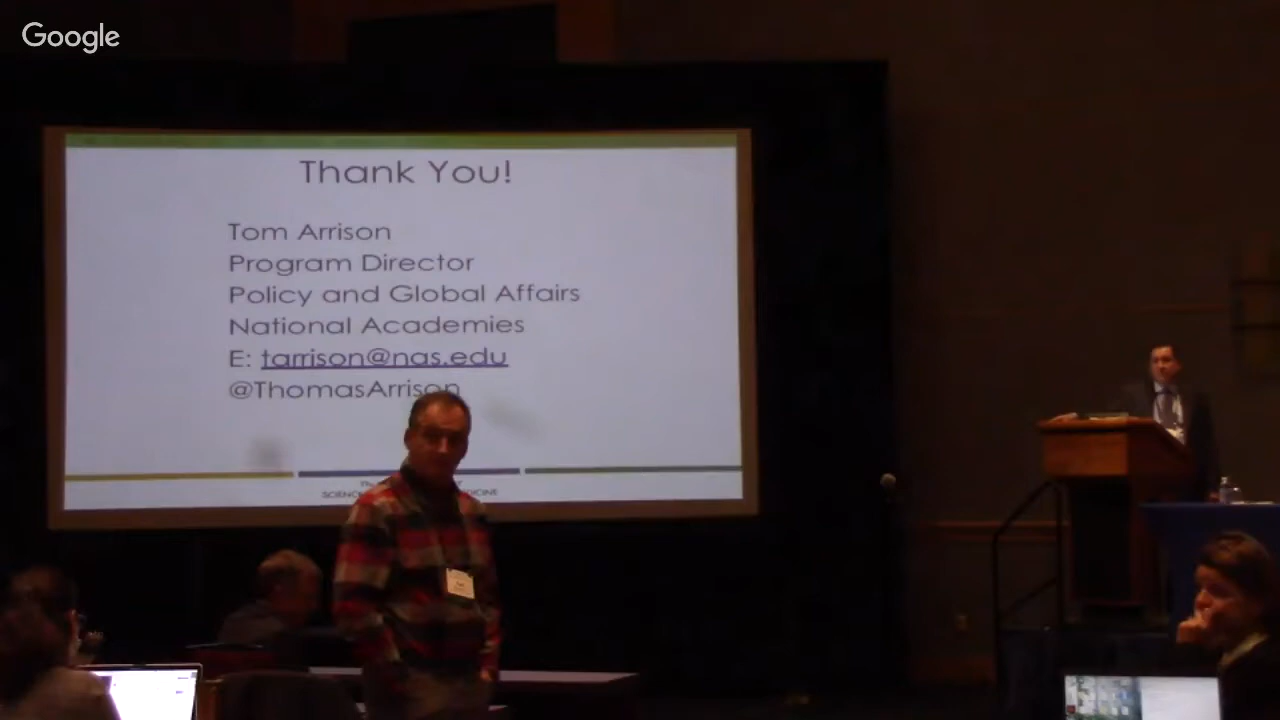 Google
Thank You!
Tom Arrison
Program Director
Policy and Global Affairs
National Academies
E: tarrison@nas.edu
@ThomasArrison